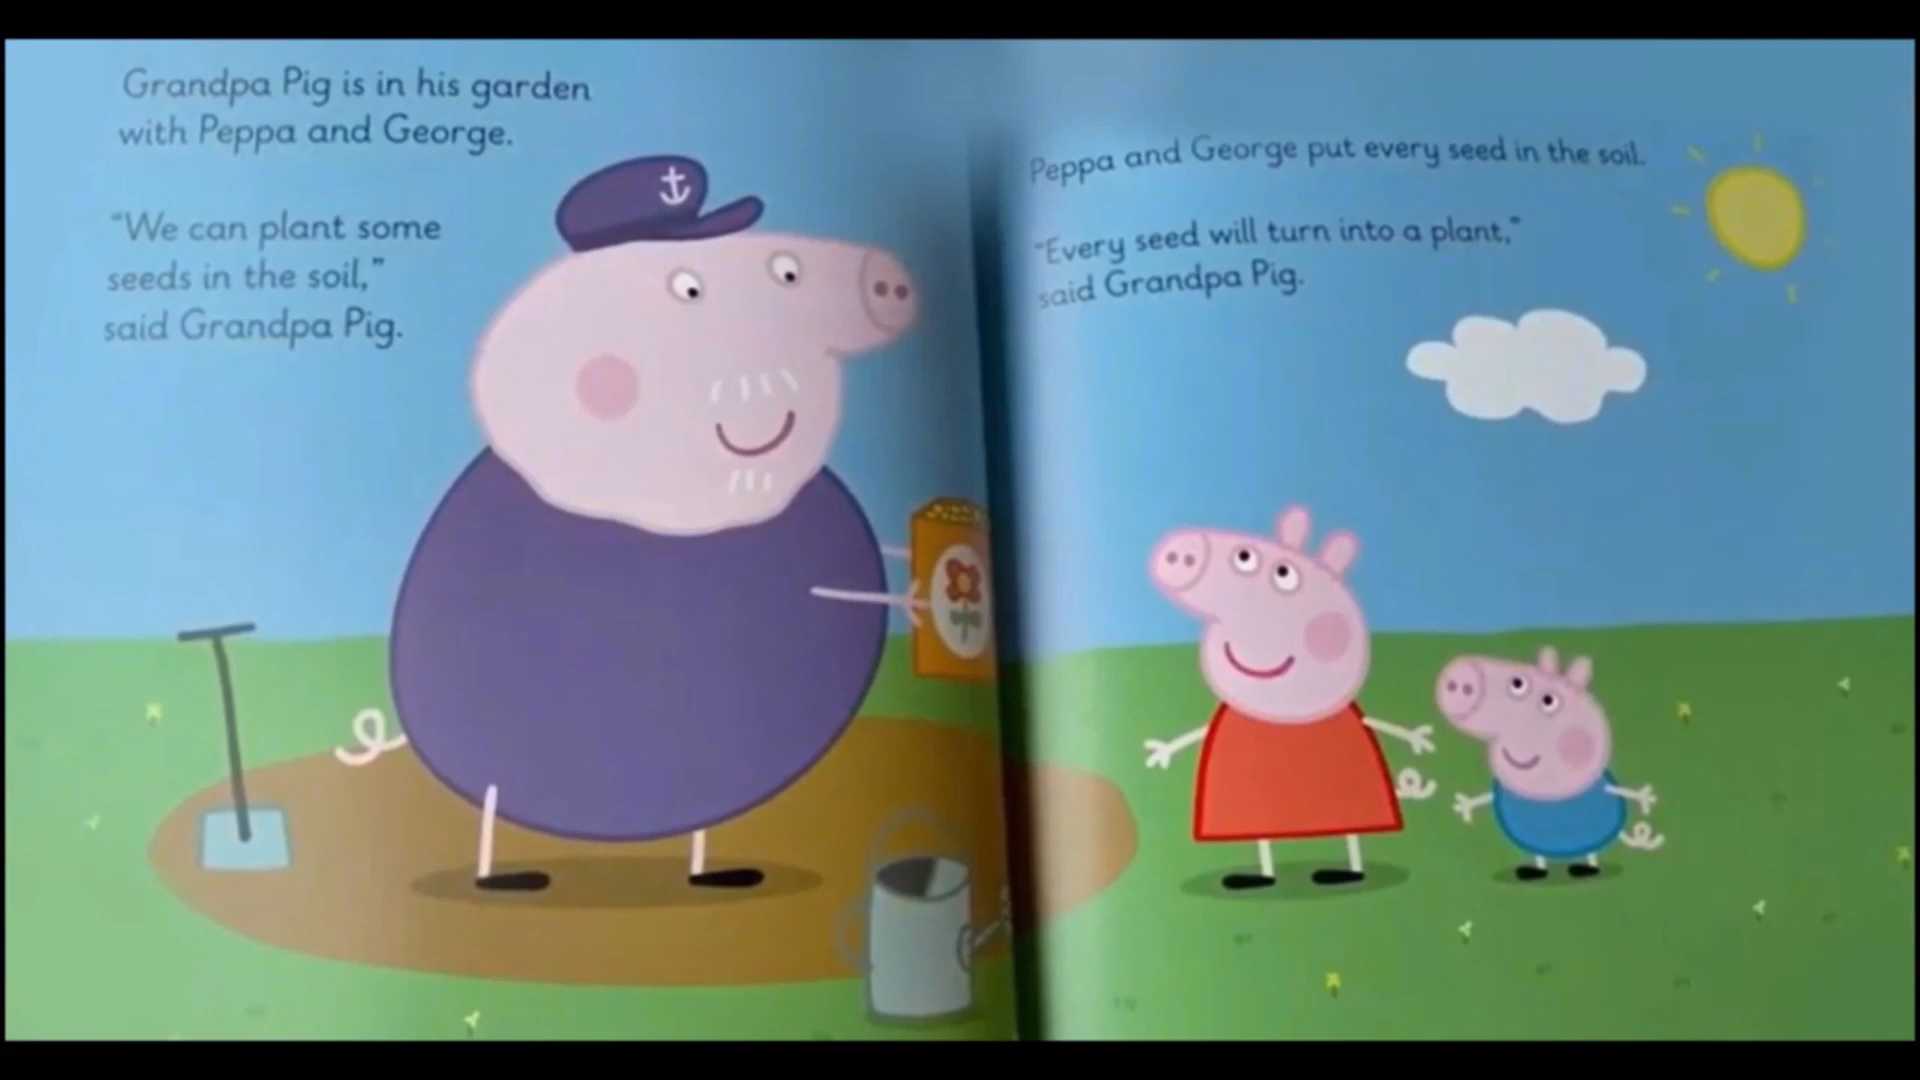 Grandpa Pig is in his garden
with Peppa and George.
“We can plant some
seeds in the soil,”
said Grandpa Pig.
Peppa and George put every seed in the soil.
“Every seed will turn into a plant,”
said Grandpa Pig.